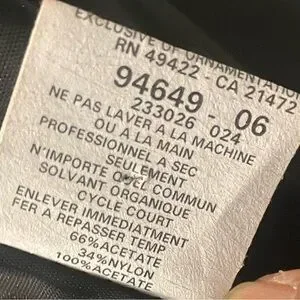 EXCLUSIVE OF ORNAMENTATION
RN 49422 - CA 21472
94649 - 06
233026 024
NE PAS LAVER A LA MACHINE
OU A LA MAIN
PROFESSIONNEL A SEC
SEULEMENT
N'IMPORTE QUEL COMMUN
SOLVANT ORGANIQUE
CYCLE COURT
ENLEVER IMMEDIATMENT
FER A REPASSER TEMP
66% ACETATE
34% NYLON
100% ACETATE